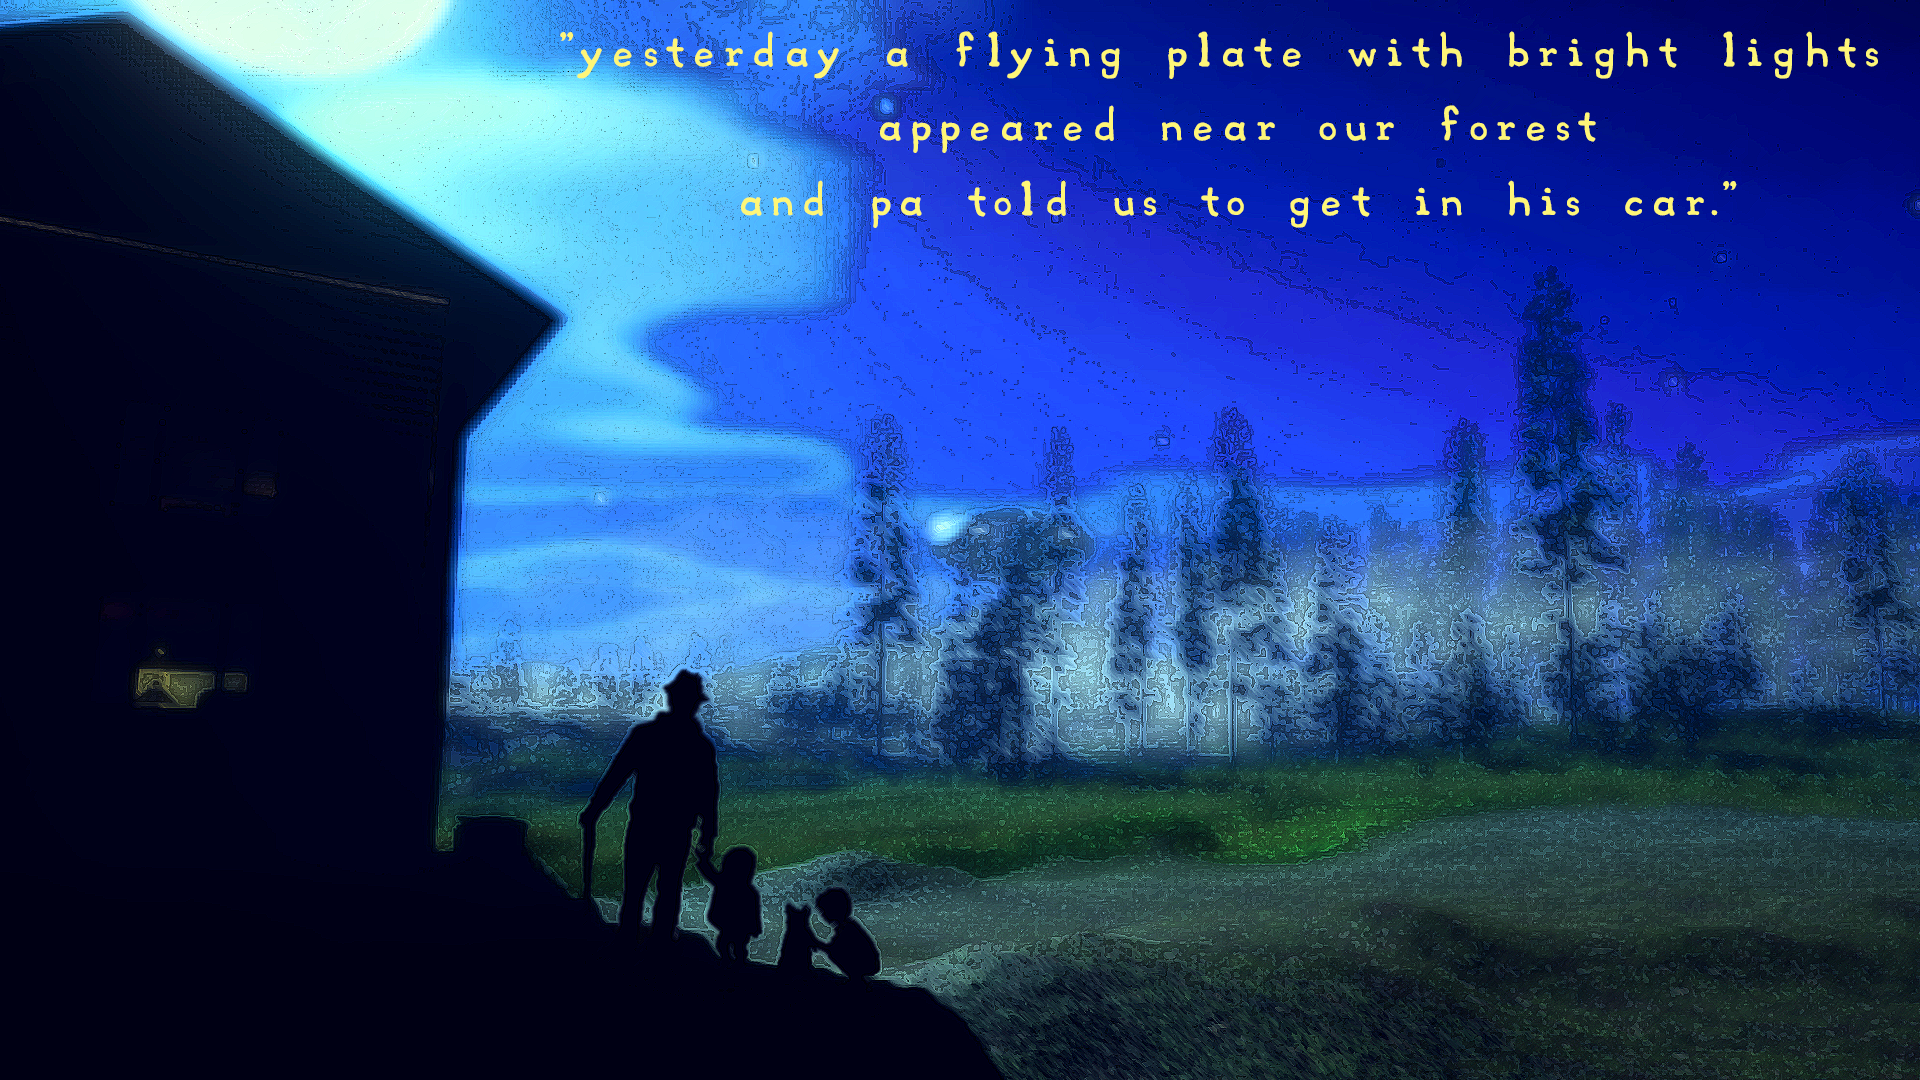 "yesterday a flying plate with bright lights
appeared near our forest
and pa told us to get in his car."